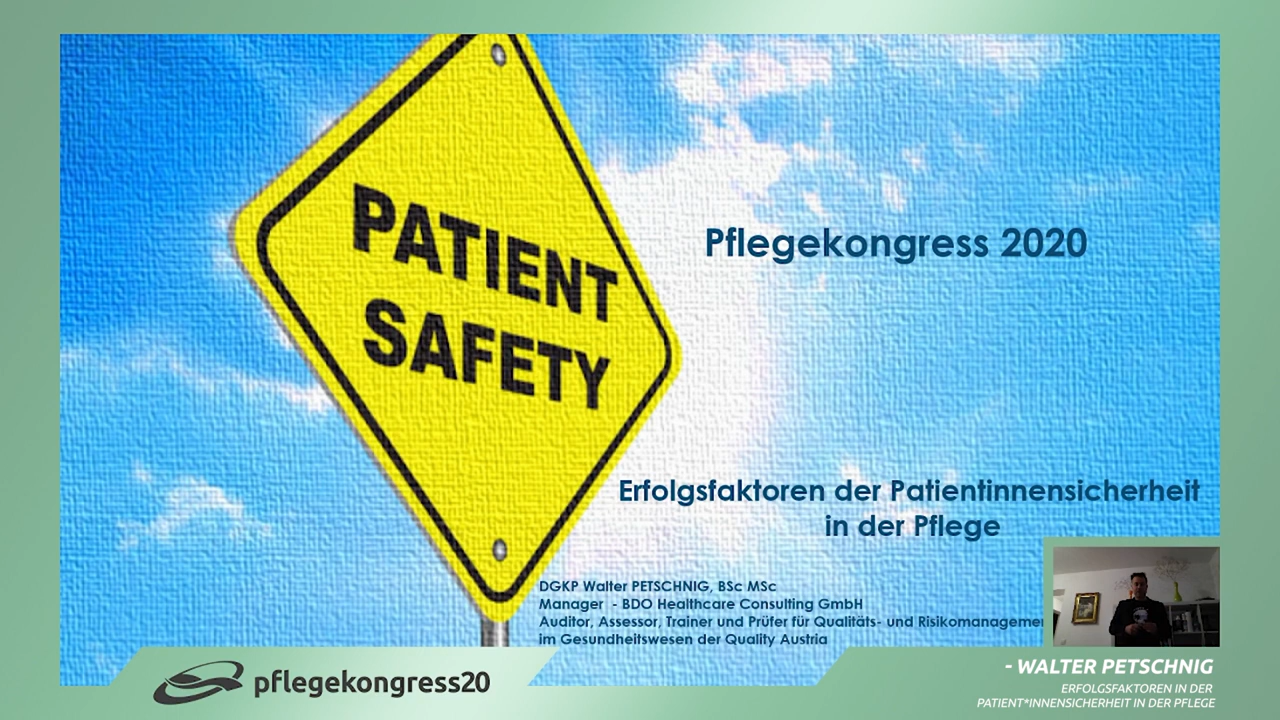 PATIENT
SAFETY
Pflegekongress 2020
Erfolgsfaktoren der Patientinnensicherheit
in der Pflege
DGKP Walter PETSCHNIG, BSc MSc
Manager - BDO Healthcare Consulting GmbH
Auditor, Assessor, Trainer und Prüfer für Qualitäts- und Risikomanagemen
im Gesundheitswesen der Quality Austria
pflegekongress20
- WALTER PETSCHNIG
ERFOLGSFAKTOREN IN DER
PATIENT*INNENSICHERHEIT IN DER PFLEGE